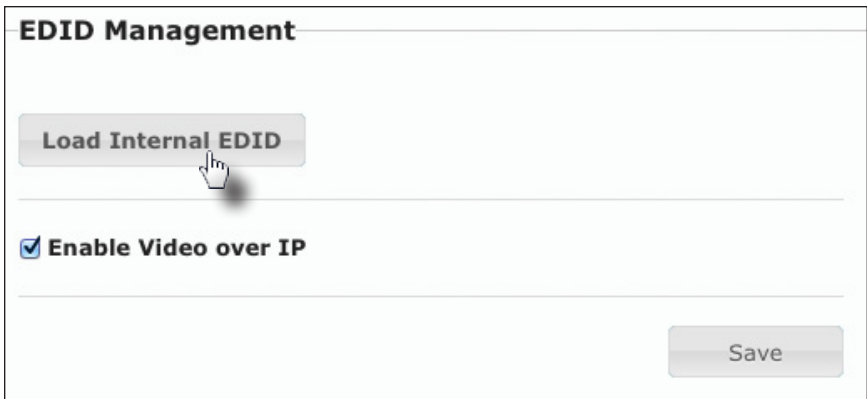 EDID Management
Load Internal EDID
Enable Video over IP
Save